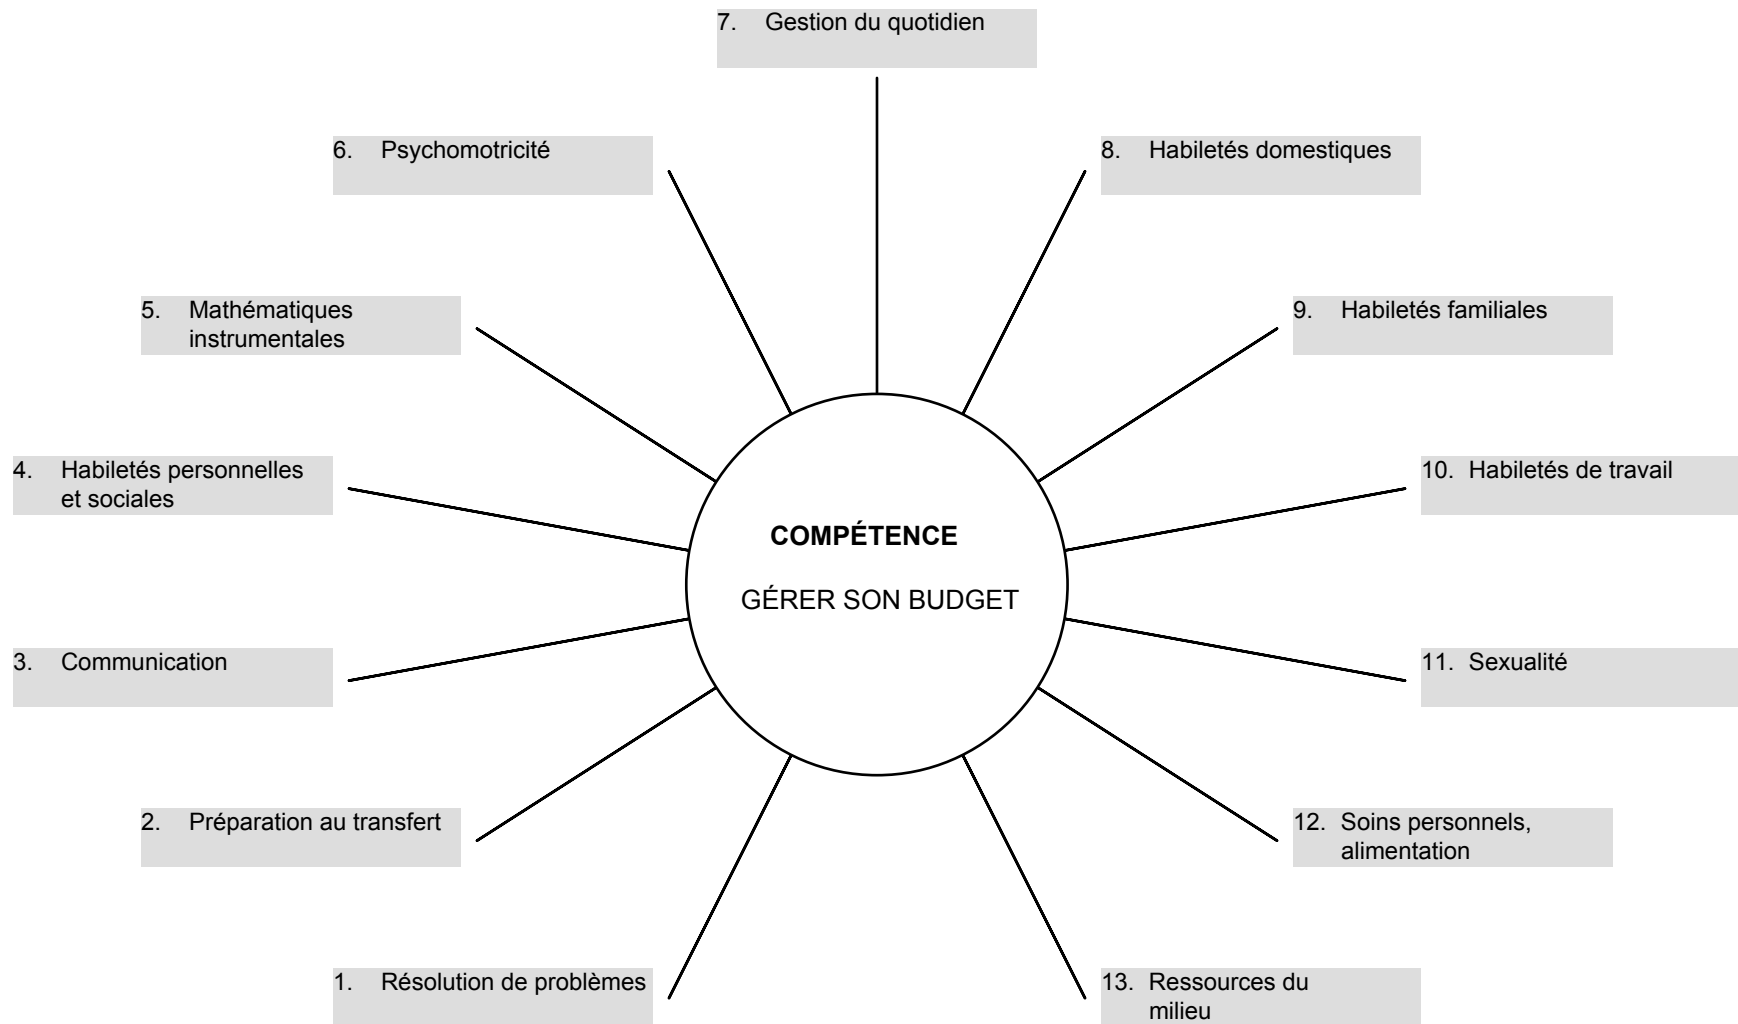 7. Gestion du quotidien
6. Psychomotricité
8. Habiletés domestiques
5. Mathématiques
instrumentales
9. Habiletés familiales
4. Habiletés personnelles
et sociales
10. Habiletés de travail
COMPÉTENCE
GÉRER SON BUDGET
3. Communication
11. Sexualité
2. Préparation au transfert
12. Soins personnels,
alimentation
1. Résolution de problèmes
13. Ressources du
milieu